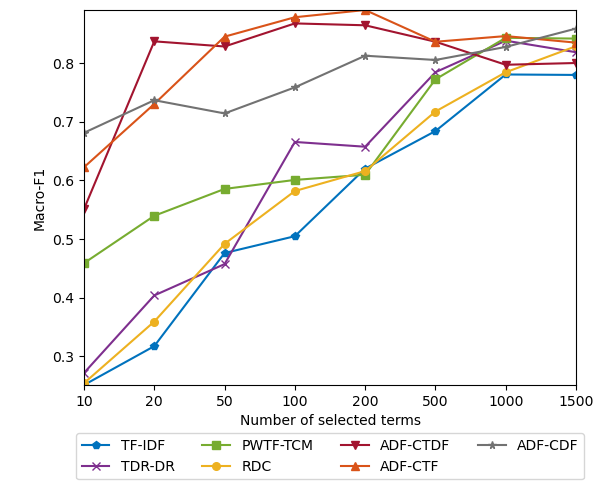 0.8
0.7
0.6
0.5
0.4
0.3
Macro-F1
10 20 50 100 200 500 1000 1500
Number of selected terms
TF-IDF PWTF-TCM ADF-CTDF ADF-CDF
TDR-DR RDC ADF-CTF